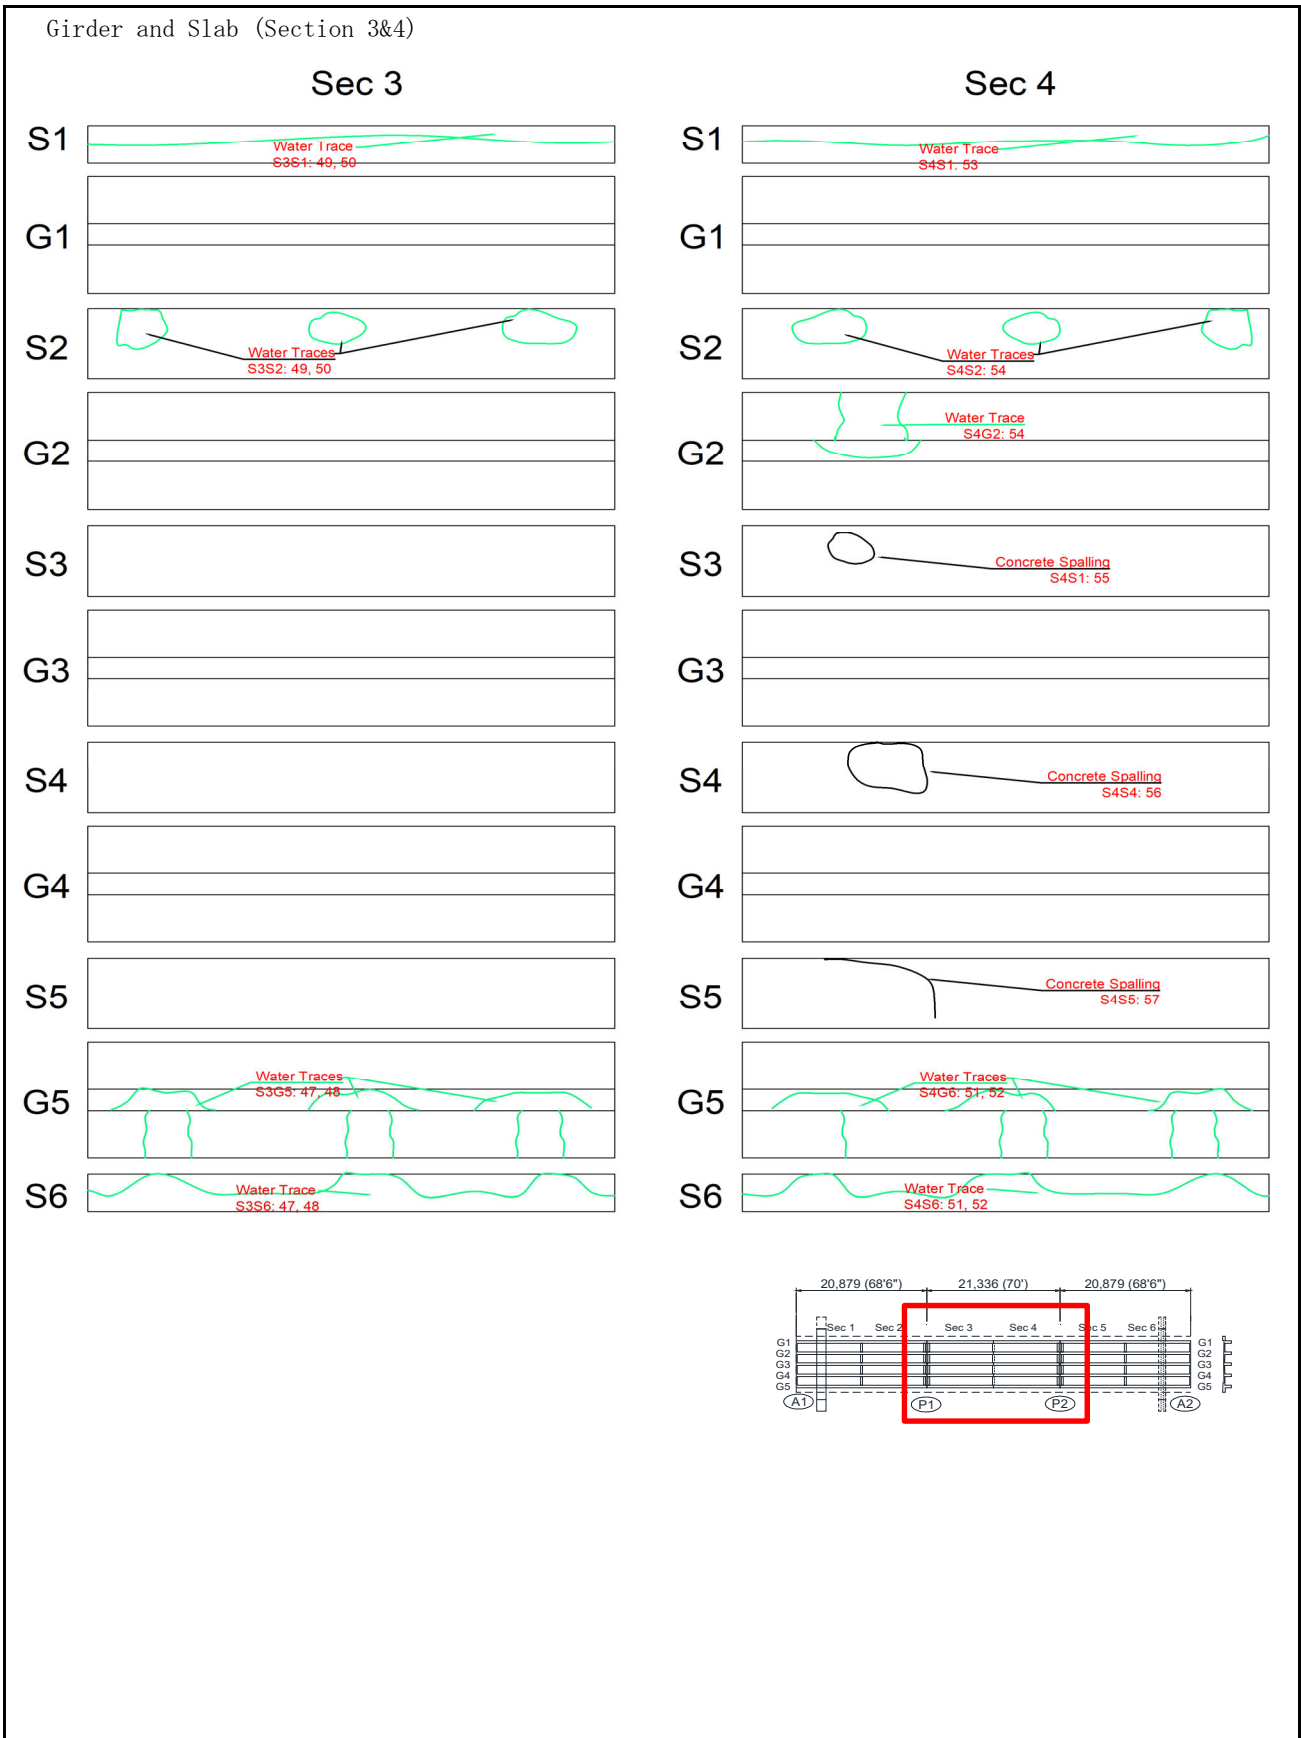 Girder and Slab (Section 3&4)
Sec 3
S1
Water Trace
S3S1: 49, 50
G1
S2
Water Traces
S3S2: 49, 50
G2
S3
G3
S4
G4
S5
G5
Water Traces
S3G5: 47, 48
S6
Water Trace
S3S6: 47, 48
Sec 4
S1
Water Trace
S4S1: 53
G1
S2
Water Traces
S4S2: 54
G2
Water Trace
S4G2: 54
S3
Concrete Spalling
S4S1: 55
G3
S4
Concrete Spalling
S4S4: 56
G4
S5
Concrete Spalling
S4S5: 57
G5
Water Traces
S4G6: 51, 52
S6
Water Trace
S4S6: 51, 52
20,879 (68'6") 21,336 (70') 20,879 (68'6")
Sec 1 Sec 2 Sec 3 Sec 4 Sec 5 Sec 6
G1 G1
G2 G2
G3 G3
G4 G4
G5 G5
A1 P1 P2 A2